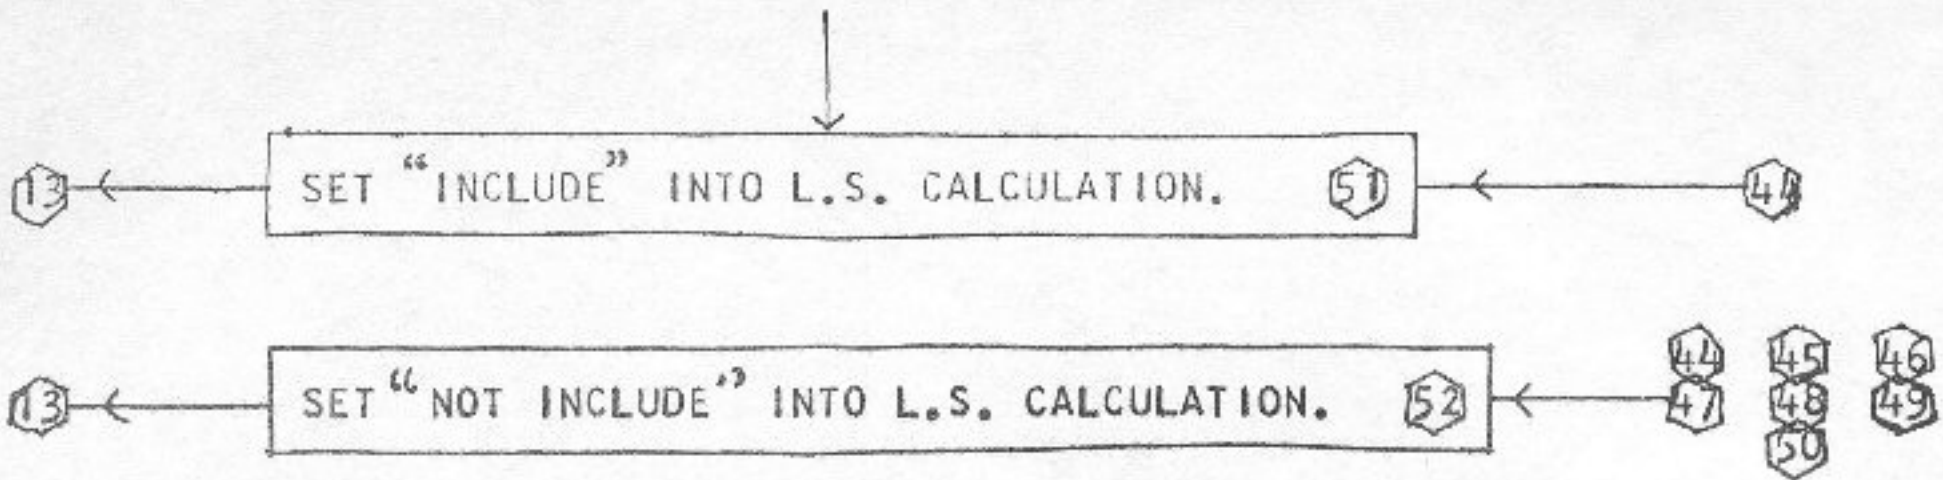 13 SET “INCLUDE” INTO L.S. CALCULATION. 51 44
13 SET “NOT INCLUDE” INTO L.S. CALCULATION. 52
44 45 46
47 48 49
50